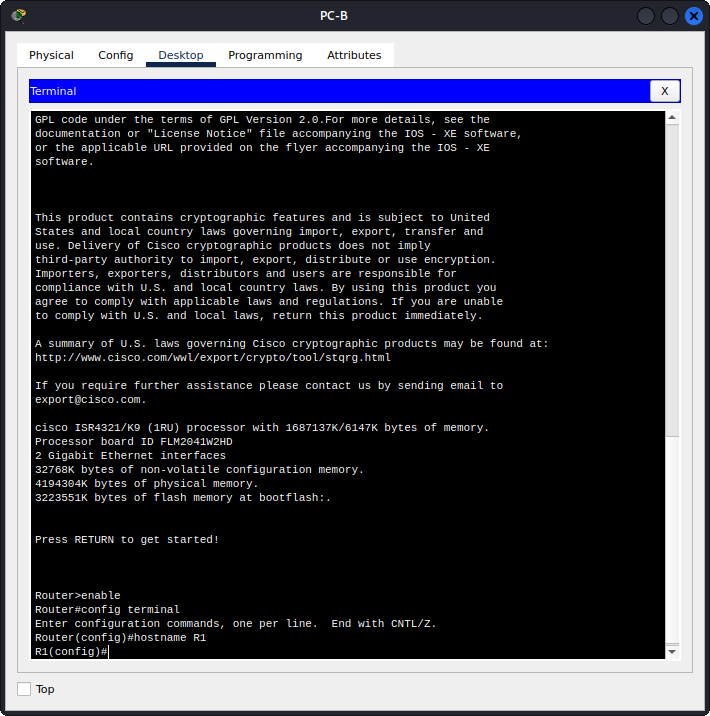 PC-B
Physical Config Desktop Programming Attributes
Terminal X
GPL code under the terms of GPL Version 2.0.For more details, see the
documentation or "License Notice" file accompanying the IOS - XE software,
or the applicable URL provided on the flyer accompanying the IOS - XE
software.
This product contains cryptographic features and is subject to United
States and local country laws governing import, export, transfer and
use. Delivery of Cisco cryptographic products does not imply
third-party authority to import, export, distribute or use encryption.
Importers, exporters, distributors and users are responsible for
compliance with U.S. and local country laws. By using this product you
agree to comply with applicable laws and regulations. If you are unable
to comply with U.S. and local laws, return this product immediately.
A summary of U.S. laws governing Cisco cryptographic products may be found at:
http://www.cisco.com/wwl/export/crypto/tool/stqrg.html
If you require further assistance please contact us by sending email to
export@cisco.com.
cisco ISR4321/K9 (1RU) processor with 1687137K/6147K bytes of memory.
Processor board ID FLM2041W2HD
2 Gigabit Ethernet interfaces
32768K bytes of non-volatile configuration memory.
4194304K bytes of physical memory.
3223551K bytes of flash memory at bootflash:.
Press RETURN to get started!
Router>enable
Router#config terminal
Enter configuration commands, one per line.  End with CNTL/Z.
Router(config)#hostname R1
R1(config)#
Top